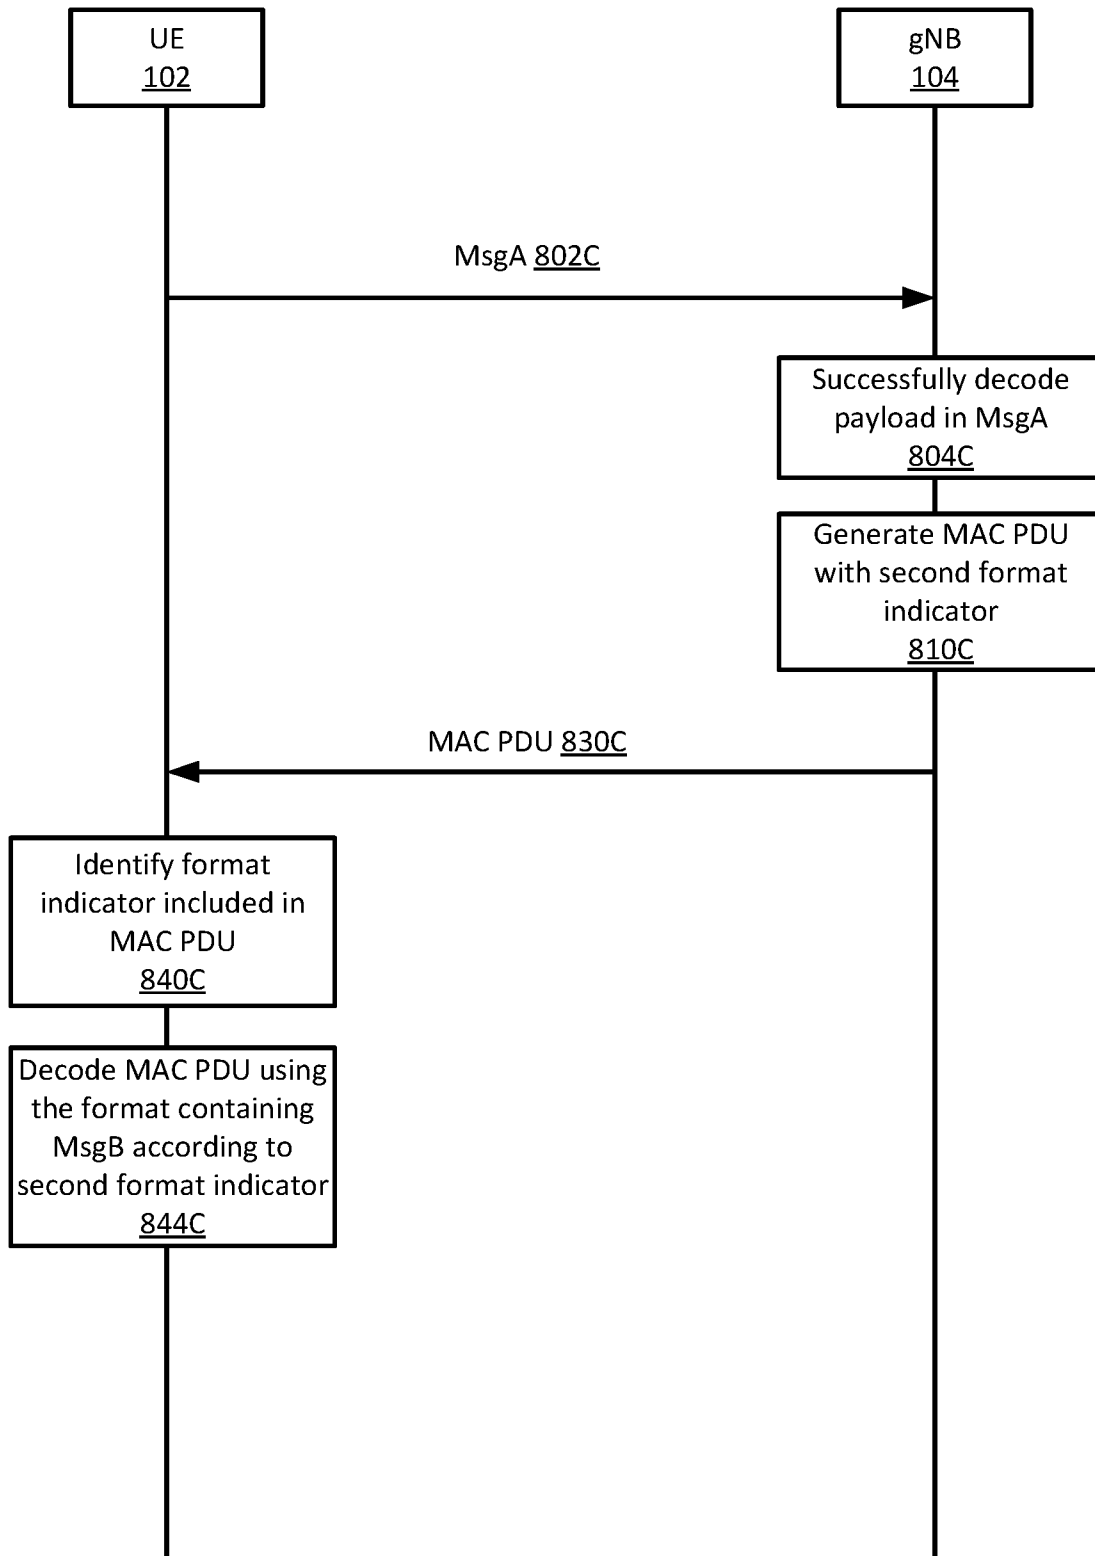 UE
102
gNB
104
MsgA 802C
Successfully decode
payload in MsgA
804C
Generate MAC PDU
with second format
indicator
810C
MAC PDU 830C
Identify format
indicator included in
MAC PDU
840C
Decode MAC PDU using
the format containing
MsgB according to
second format indicator
844C